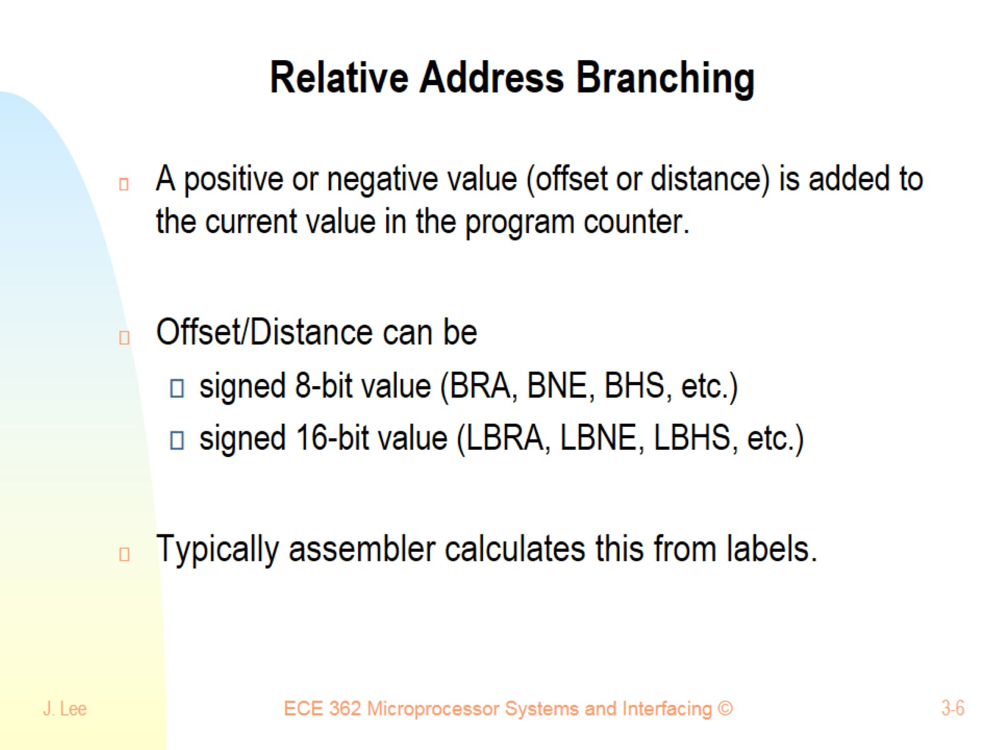 Relative Address Branching
A positive or negative value (offset or distance) is added to
the current value in the program counter.
Offset/Distance can be
signed 8-bit value (BRA, BNE, BHS, etc.)
signed 16-bit value (LBRA, LBNE, LBHS, etc.)
Typically assembler calculates this from labels.
J. Lee
ECE 362 Microprocessor Systems and Interfacing ©
3-6